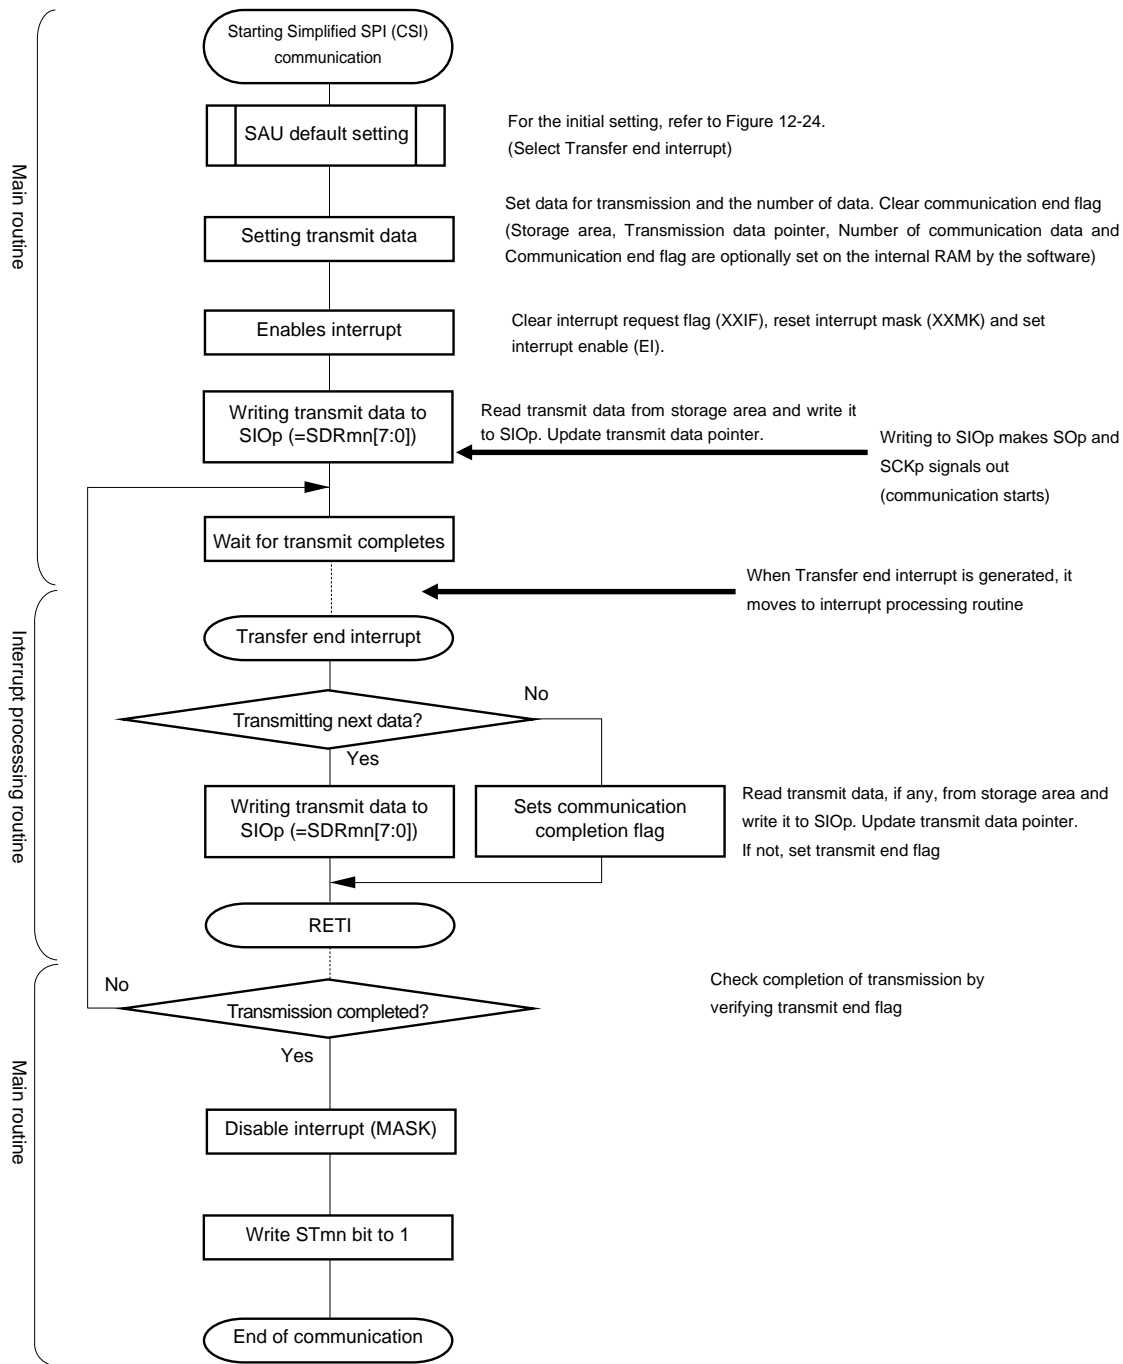 Starting Simplified SPI (CSI)
communication
SAU default setting
For the initial setting, refer to Figure 12-24.
(Select Transfer end interrupt)
Main routine
Setting transmit data
Set data for transmission and the number of data. Clear communication end flag
(Storage area, Transmission data pointer, Number of communication data and
Communication end flag are optionally set on the internal RAM by the software)
Enables interrupt
Clear interrupt request flag (XXIF), reset interrupt mask (XXMK) and set
interrupt enable (EI).
Writing transmit data to
SIOp (=SDRmn[7:0])
Read transmit data from storage area and write it
to SIOp. Update transmit data pointer.
Writing to SIOp makes SOp and
SCKp signals out
(communication starts)
Wait for transmit completes
When Transfer end interrupt is generated, it
moves to interrupt processing routine
Interrupt processing routine
Transfer end interrupt
Transmitting next data?
No
Yes
Writing transmit data to
SIOp (=SDRmn[7:0])
Sets communication
completion flag
Read transmit data, if any, from storage area and
write it to SIOp. Update transmit data pointer.
If not, set transmit end flag
RETI
No
Transmission completed?
Check completion of transmission by
verifying transmit end flag
Yes
Main routine
Disable interrupt (MASK)
Write STmn bit to 1
End of communication